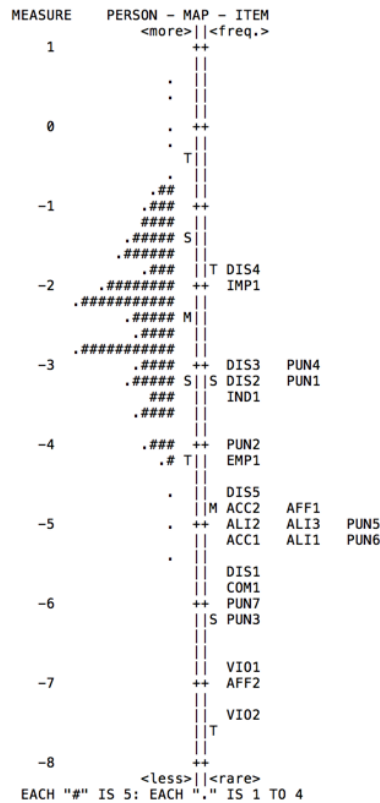 MEASURE PERSON - MAP - ITEM
<more>||<freq.>
1 ++
||
. ||
. ||
||
0 . ++
. ||
T||
. ||
.## ||
-1 .### ++
#### ||
.##### S||
.###### ||
.### ||T DIS4
-2 .######## ++ IMP1
.########### ||
.##### M||
.#### ||
.########### ||
-3 .#### ++ DIS3 PUN4
.##### S||S DIS2 PUN1
### || IND1
.#### ||
||
-4 .### ++ PUN2
.# T|| EMP1
||
. || DIS5
||M ACC2 AFF1
-5 . ++ ALI2 ALI3 PUN5
|| ACC1 ALI1 PUN6
. ||
|| DIS1
|| COM1
-6 ++ PUN7
||S PUN3
||
||
|| VIO1
-7 ++ AFF2
||
|| VIO2
||T
||
-8 ++
<less>||<rare>
EACH "#" IS 5: EACH "." IS 1 TO 4